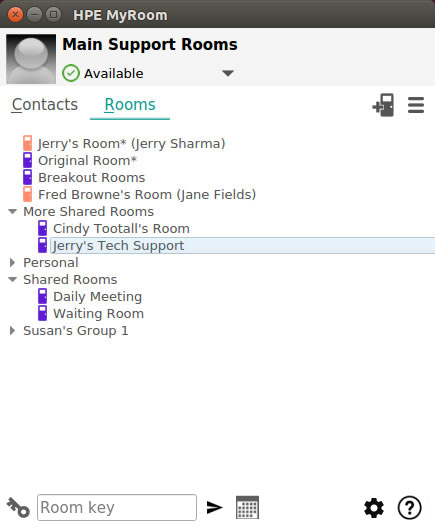 HPE MyRoom
Main Support Rooms
Available
Contacts Rooms
Jerry's Room* (Jerry Sharma)
Original Room*
Breakout Rooms
Fred Browne's Room (Jane Fields)
More Shared Rooms
Cindy Tootall's Room
Jerry's Tech Support
Personal
Shared Rooms
Daily Meeting
Waiting Room
Susan's Group 1
Room key